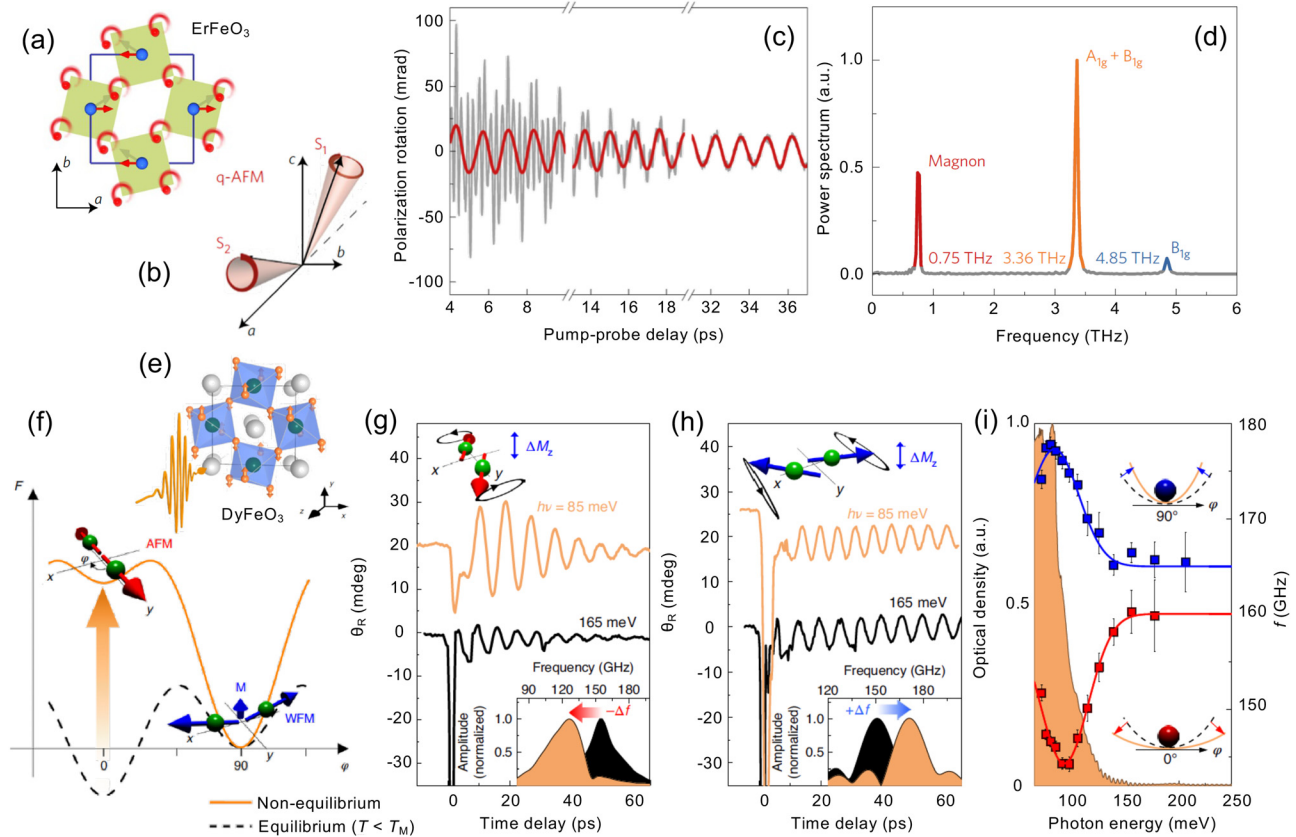 (a)
ErFeO3
b
a
q-AFM
(b)
c
S1
S2
b
a
(c)
Polarization rotation (mrad)
100
50
0
-50
-100
4
6
8
14
16
18
32
34
36
Pump-probe delay (ps)
(d)
Power spectrum (a.u.)
1.0
0.5
0.0
A1g + B1g
Magnon
0.75 THz
3.36 THz
4.85 THz
B1g
0
1
2
3
4
5
6
Frequency (THz)
(e)
DyFeO3
y
z
x
(f)
F
AFM
φ
x
y
M
WFM
x
y
0
90
φ
Non-equilibrium
Equilibrium (T < TM)
(g)
θR (mdeg)
40
30
20
10
0
-10
-20
-30
x
y
ΔMz
hν = 85 meV
165 meV
Frequency (GHz)
90
120
150
180
−Δf
Amplitude (normalized)
1.0
0.5
0
20
40
60
Time delay (ps)
(h)
θR (mdeg)
40
30
20
10
0
-10
-20
-30
x
y
ΔMz
hν = 85 meV
165 meV
Frequency (GHz)
120
150
180
+Δf
Amplitude (normalized)
1.0
0.5
0
20
40
60
Time delay (ps)
(i)
Optical density (a.u.)
1.0
0.5
0
90°
φ
0°
φ
180
170
160
150
f (GHz)
100
150
200
250
Photon energy (meV)